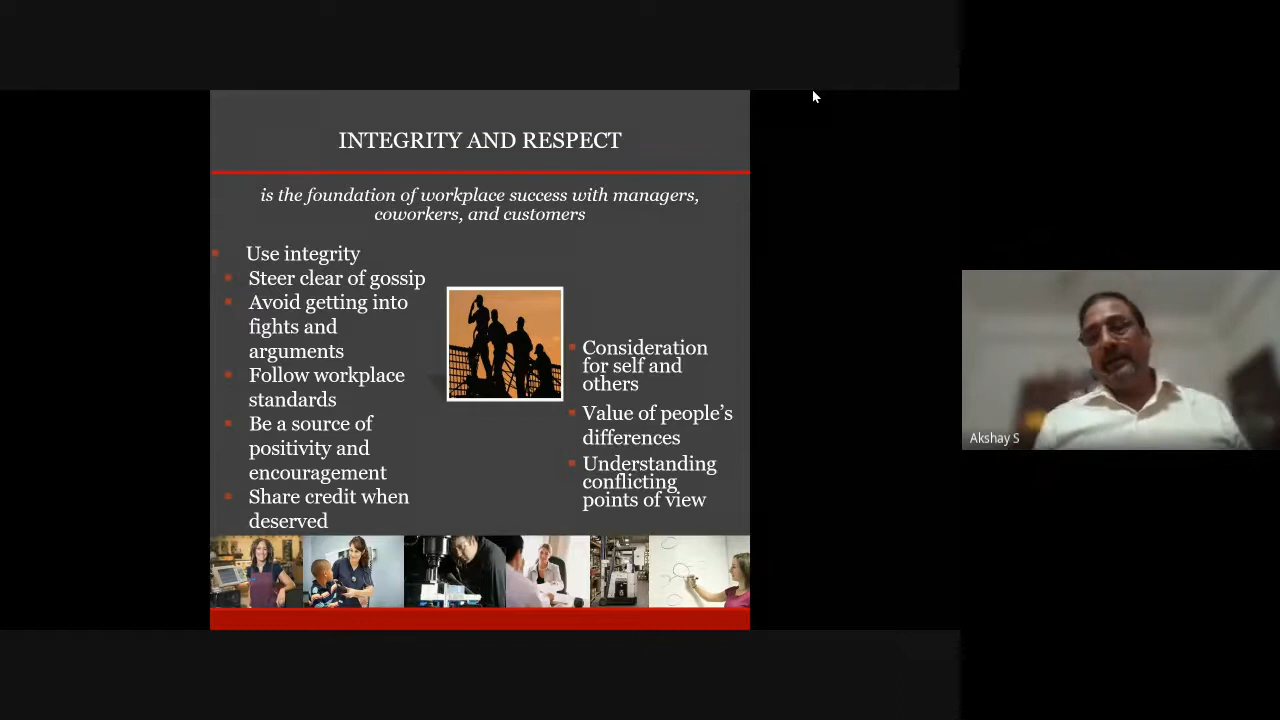 INTEGRITY AND RESPECT
is the foundation of workplace success with managers,
coworkers, and customers
Use integrity
Steer clear of gossip
Avoid getting into
fights and
arguments
Follow workplace
standards
Be a source of
positivity and
encouragement
Share credit when
deserved
Consideration
for self and
others
Value of people’s
differences
Understanding
conflicting
points of view
Akshay S